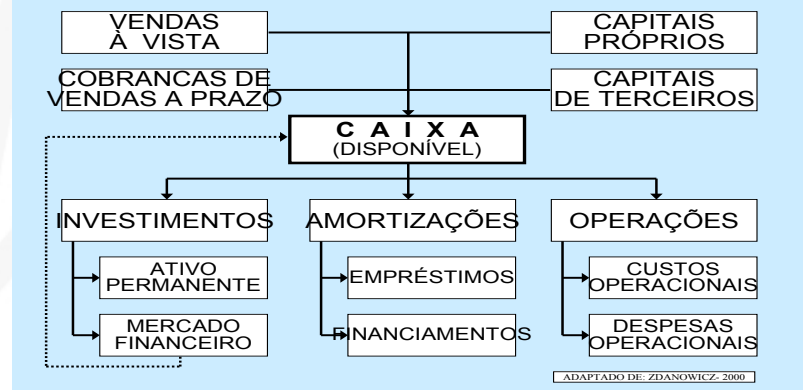 VENDAS
À VISTA
CAPITAIS
PRÓPRIOS
COBRANCAS DE
VENDAS A PRAZO
CAPITAIS
DE TERCEIROS
C A I X A
(DISPONÍVEL)
INVESTIMENTOS
AMORTIZAÇÕES
OPERAÇÕES
ATIVO
PERMANENTE
EMPRÉSTIMOS
CUSTOS
OPERACIONAIS
MERCADO
FINANCEIRO
FINANCIAMENTOS
DESPESAS
OPERACIONAIS
ADAPTADO DE: ZDANOWICZ- 2000